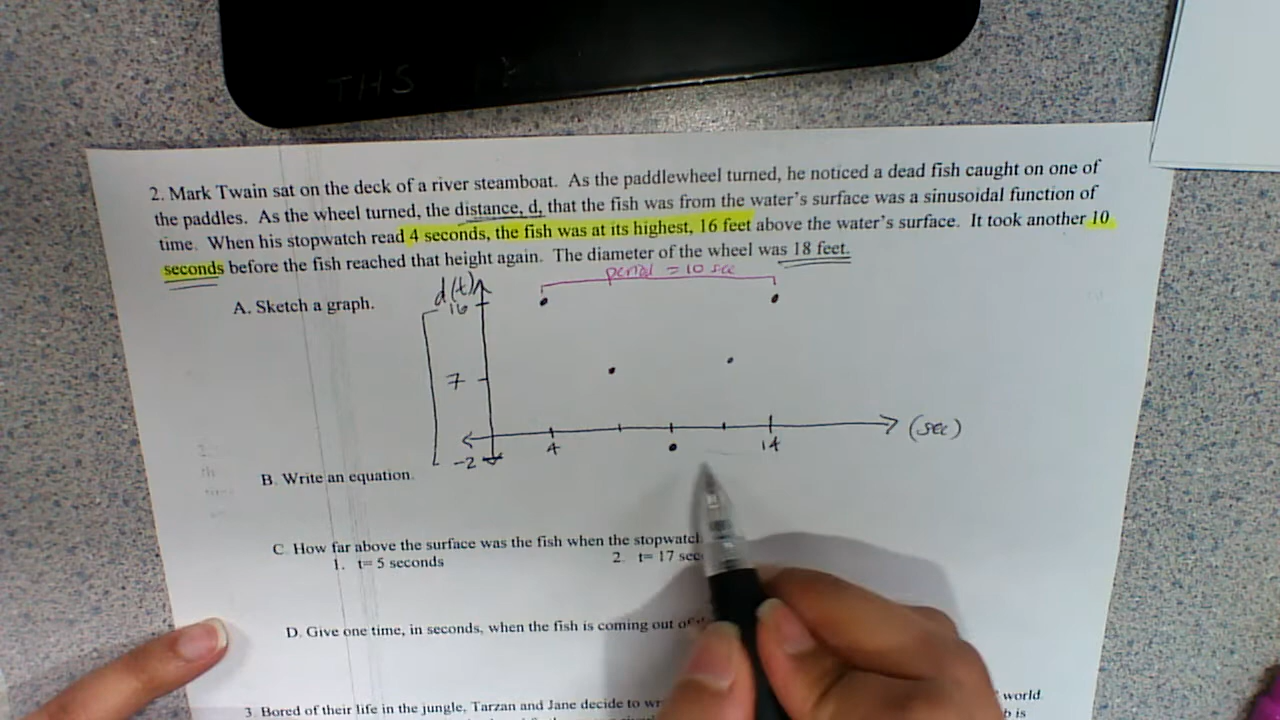 THS
2. Mark Twain sat on the deck of a river steamboat. As the paddlewheel turned, he noticed a dead fish caught on one of
the paddles. As the wheel turned, the distance, d, that the fish was from the water's surface was a sinusoidal function of
time. When his stopwatch read 4 seconds, the fish was at its highest, 16 feet above the water's surface. It took another 10
seconds before the fish reached that height again. The diameter of the wheel was 18 feet.
period = 10 sec
A. Sketch a graph.
d(t)
16
7
(sec)
4
14
-2
B. Write an equation.
C. How far above the surface was the fish when the stopwatch
1. t= 5 seconds
2. t= 17 sec
D. Give one time, in seconds, when the fish is coming out of
3. Bored of their life in the jungle, Tarzan and Jane decide to
world.
is